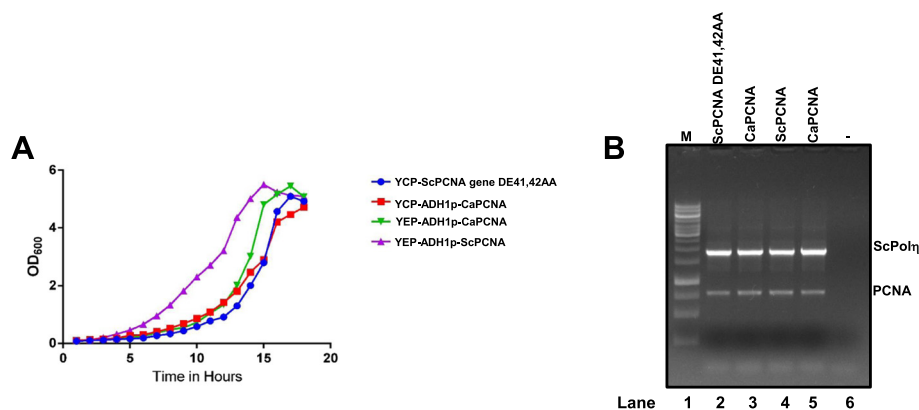 A
OD600
6
4
2
0
0 5 10 15 20
Time in Hours
YCP-ScPCNA gene DE41,42AA
YCP-ADH1p-CaPCNA
YEP-ADH1p-CaPCNA
YEP-ADH1p-ScPCNA
B
M
ScPCNA DE41,42AA
CaPCNA
ScPCNA
CaPCNA
-
ScPolη
PCNA
Lane 1 2 3 4 5 6